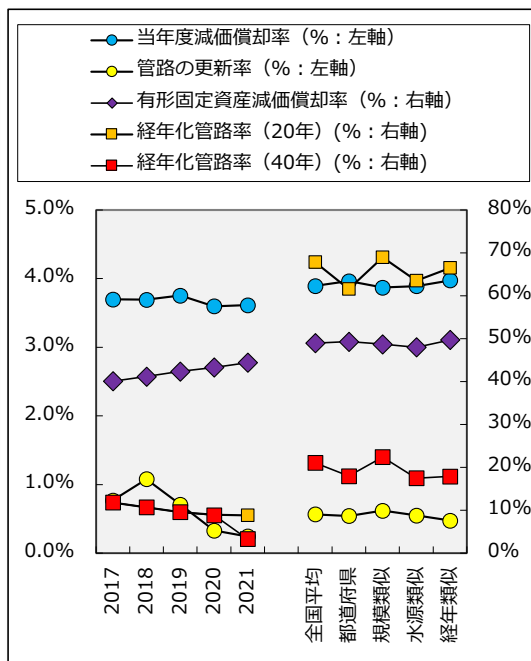 当年度減価償却率（%：左軸）
管路の更新率（%：左軸）
有形固定資産減価償却率（%：右軸）
経年化管路率（20年）(%：右軸)
経年化管路率（40年）(%：右軸)
5.0%
4.0%
3.0%
2.0%
1.0%
0.0%
80%
70%
60%
50%
40%
30%
20%
10%
0%
2017
2018
2019
2020
2021
全国平均
都道府県
規模類似
水源類似
経年類似